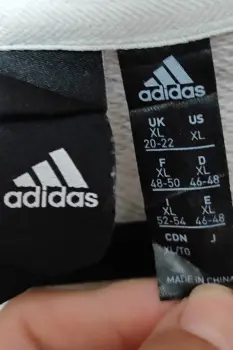 adidas
adidas
UK US
XL XL
20-22
F D
XL XL
48-50 46-48
I E
XL XL
52-54 46-48
CDN J
XL/TG
MADE IN